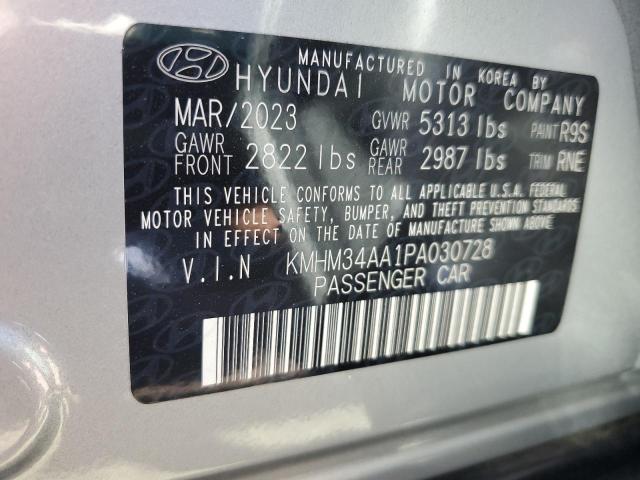 MANUFACTURED IN KOREA BY
HYUNDAI MOTOR COMPANY
MAR/2023 GVWR 5313 lbs PAINT R9S
GAWR FRONT 2822 lbs GAWR REAR 2987 lbs TRIM RNE
THIS VEHICLE CONFORMS TO ALL APPLICABLE U.S.A. FEDERAL
MOTOR VEHICLE SAFETY, BUMPER, AND THEFT PREVENTION STANDARDS
IN EFFECT ON THE DATE OF MANUFACTURE SHOWN ABOVE.
V.I.N KMHM34AA1PA030728
PASSENGER CAR